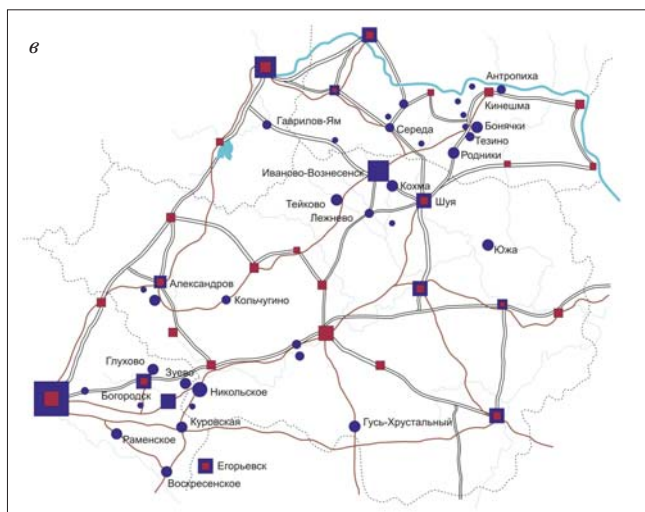 в
Антропиха
Кинешма
Гаврилов-Ям
Середа
Бонячки
Тезино
Родники
Иваново-Вознесенск
Кохма
Тейково
Шуя
Лежнево
Южа
Александров
Кольчугино
Глухово
Зуево
Богородск
Никольское
Куровская
Гусь-Хрустальный
Раменское
Егорьевск
Воскресенское